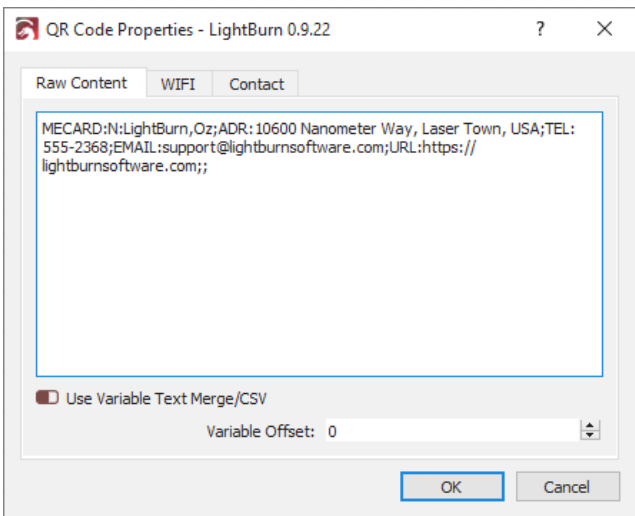 QR Code Properties - LightBurn 0.9.22
Raw Content WIFI Contact
MECARD:N:LightBurn,Oz;ADR:10600 Nanometer Way, Laser Town, USA;TEL:
555-2368;EMAIL:support@lightburnsoftware.com;URL:https://
lightburnsoftware.com;;
Use Variable Text Merge/CSV
Variable Offset: 0
OK Cancel